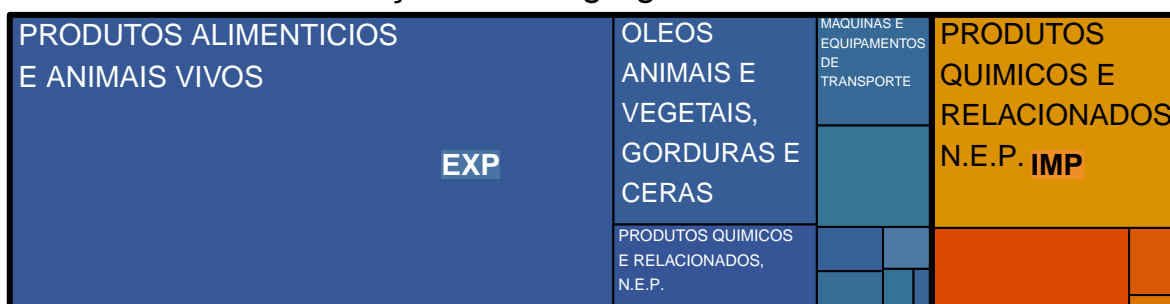 PRODUTOS ALIMENTICIOS
E ANIMAIS VIVOS
EXP
OLEOS
ANIMAIS E
VEGETAIS,
GORDURAS E
CERAS
PRODUTOS QUIMICOS
E RELACIONADOS,
N.E.P.
MAQUINAS E
EQUIPAMENTOS
DE
TRANSPORTE
PRODUTOS
QUIMICOS E
RELACIONADOS
N.E.P.
IMP